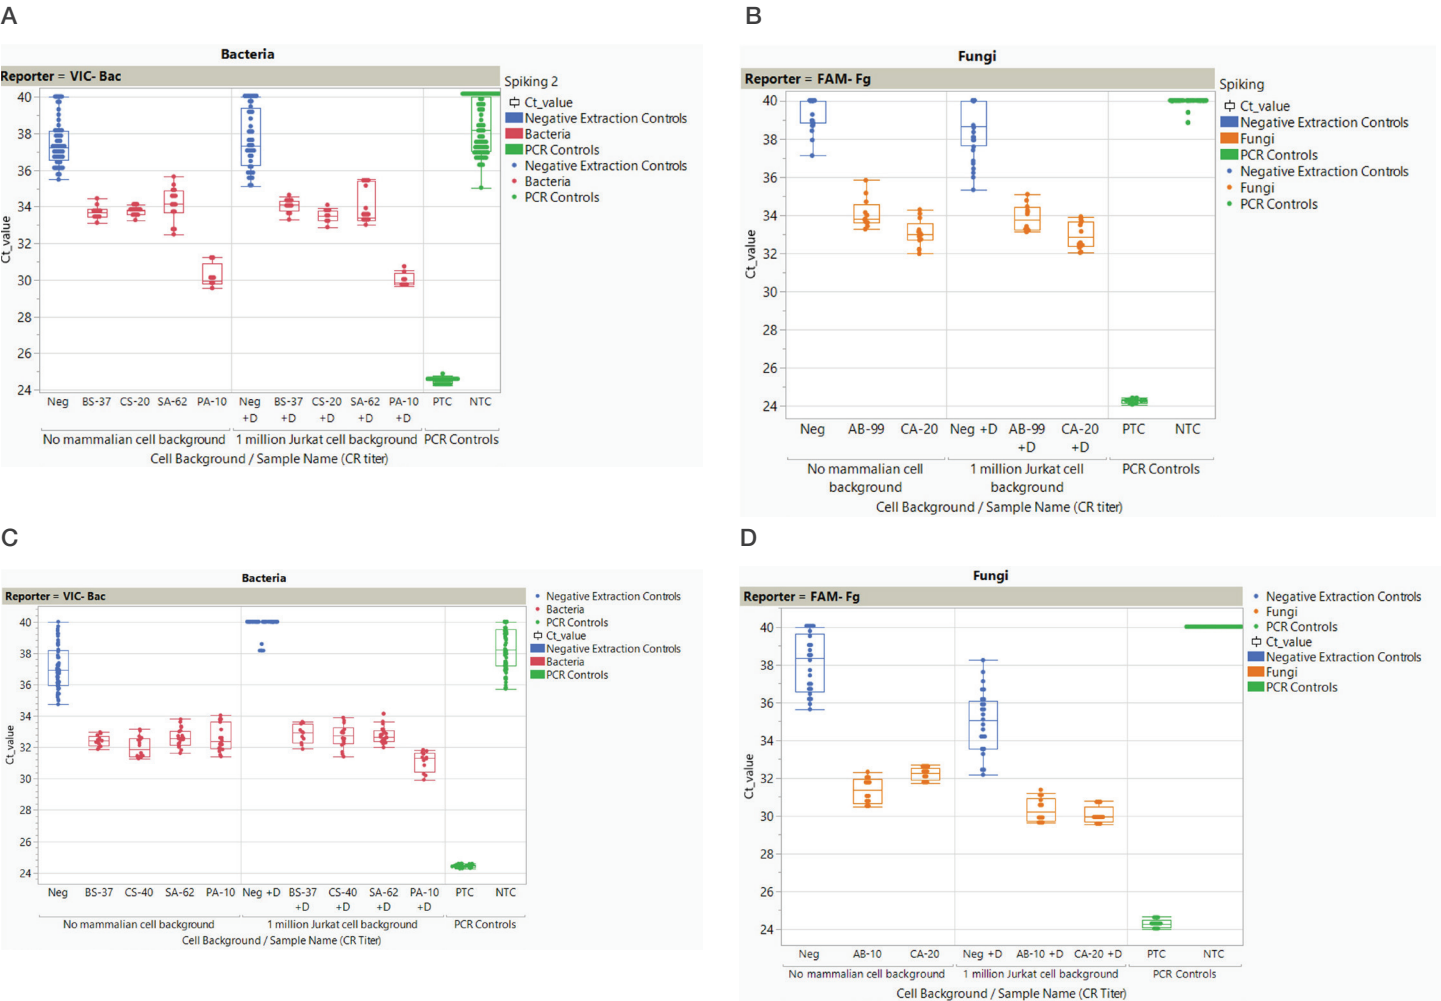 A
Bacteria
Reporter = VIC- Bac
Ct_value
40
38
36
34
32
30
28
26
24
Neg BS-37 CS-20 SA-62 PA-10 Neg BS-37 CS-20 SA-62 PA-10 PTC NTC
+D +D +D +D +D
No mammalian cell background 1 million Jurkat cell background PCR Controls
Cell Background / Sample Name (CR titer)
Spiking 2
Ct_value
Negative Extraction Controls
Bacteria
PCR Controls
Negative Extraction Controls
Bacteria
PCR Controls
B
Fungi
Reporter = FAM- Fg
Ct_value
40
38
36
34
32
30
28
26
24
Neg AB-99 CA-20 Neg +D AB-99 CA-20 PTC NTC
+D +D
No mammalian cell 1 million Jurkat cell PCR Controls
background background
Cell Background / Sample Name (CR titer)
Spiking
Ct_value
Negative Extraction Controls
Fungi
PCR Controls
Negative Extraction Controls
Fungi
PCR Controls
C
Bacteria
Reporter = VIC- Bac
Ct_value
40
38
36
34
32
30
28
26
24
Neg BS-37 CS-40 SA-62 PA-10 Neg +D BS-37 CS-40 SA-62 PA-10 PTC NTC
+D +D +D +D
No mammalian cell background 1 million Jurkat cell background PCR Controls
Cell Background / Sample Name (CR Titer)
Negative Extraction Controls
Bacteria
PCR Controls
Ct_value
Negative Extraction Controls
Bacteria
PCR Controls
D
Fungi
Reporter = FAM- Fg
Ct_value
40
38
36
34
32
30
28
26
24
Neg AB-10 CA-20 Neg +D AB-10 +D CA-20 +D PTC NTC
No mammalian cell background 1 million Jurkat cell background PCR Controls
Cell Background / Sample Name (CR Titer)
Negative Extraction Controls
Fungi
PCR Controls
Ct_value
Negative Extraction Controls
Fungi
PCR Controls